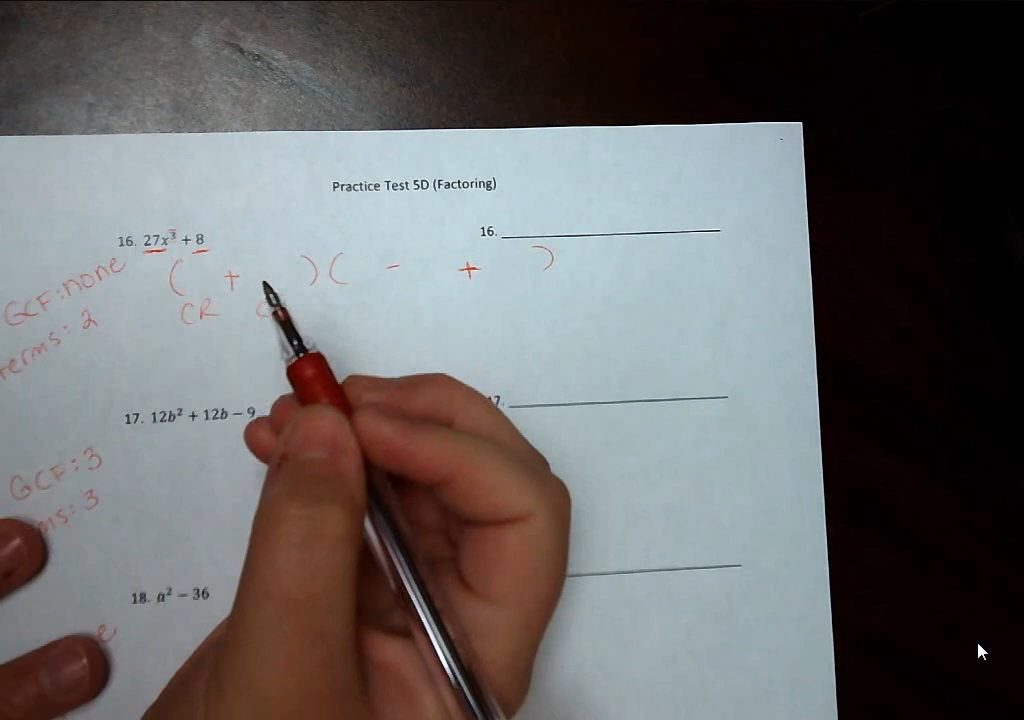 Practice Test 5D (Factoring)
16. 27x³ + 8
16.
( + ) ( - + )
CR C
GCF: none
terms: 2
17. 12b² + 12b − 9
17.
GCF: 3
ms: 3
18. a² − 36
e